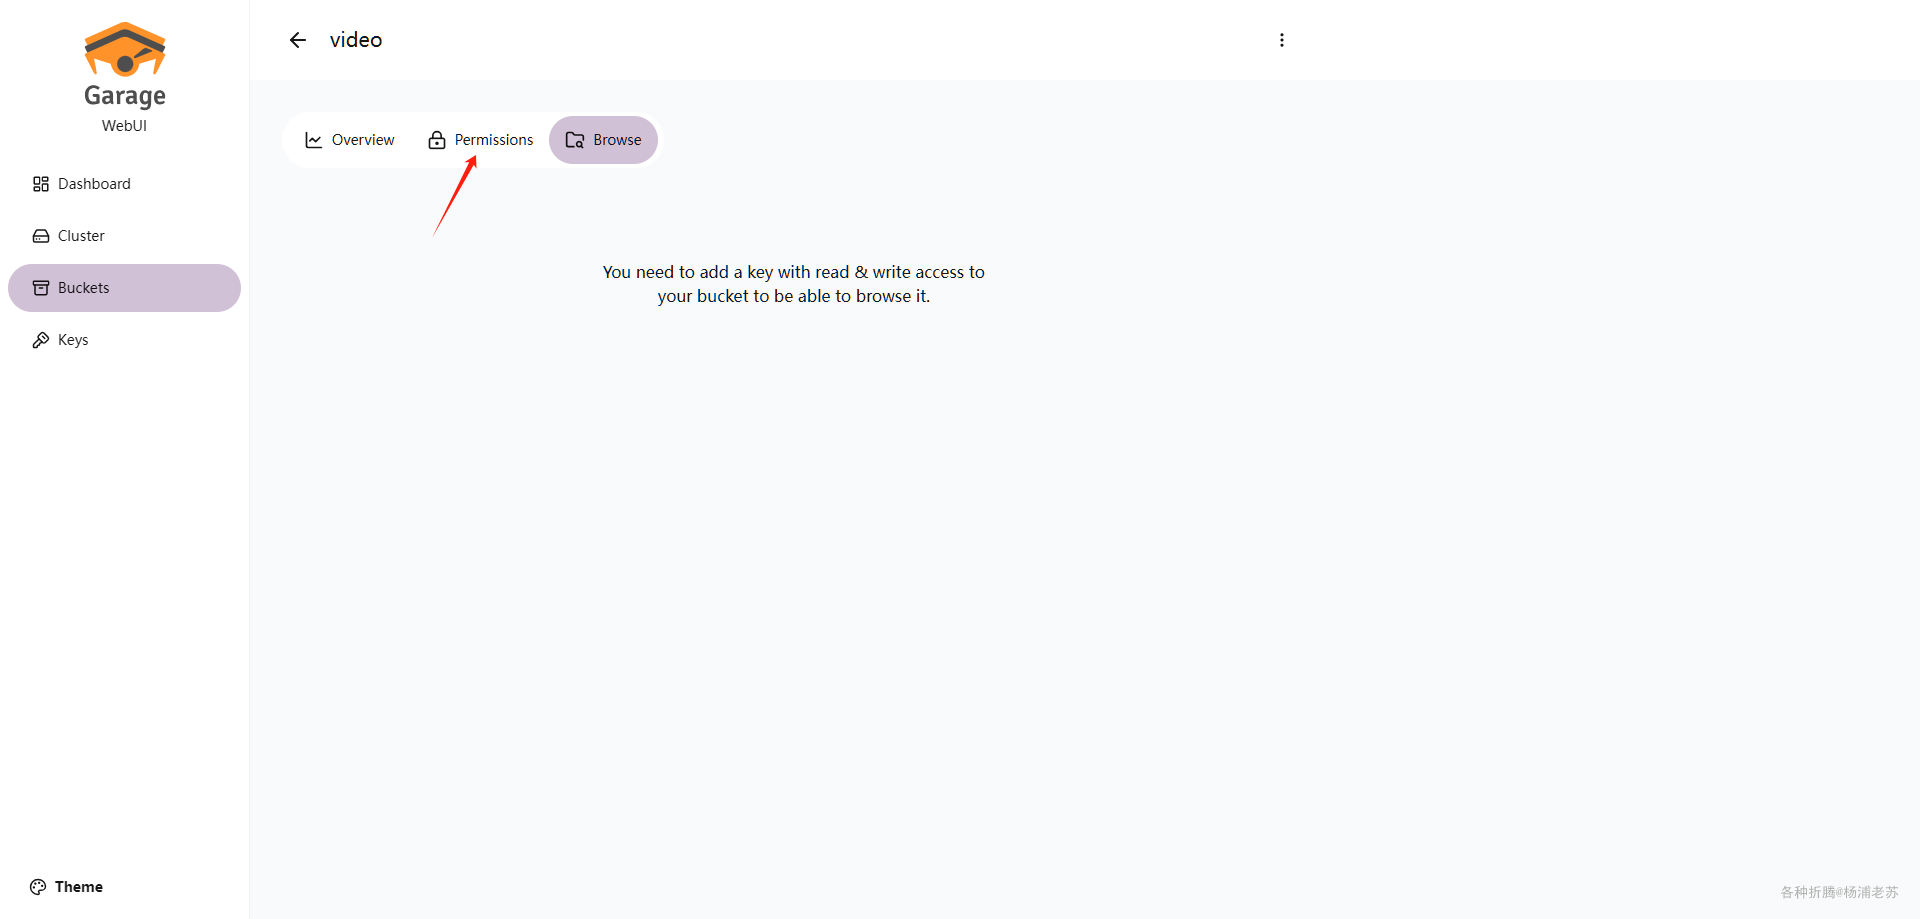 Garage
WebUI
Dashboard
Cluster
Buckets
Keys
Theme
video
Overview
Permissions
Browse
You need to add a key with read & write access to
your bucket to be able to browse it.
各种折腾@杨浦老苏